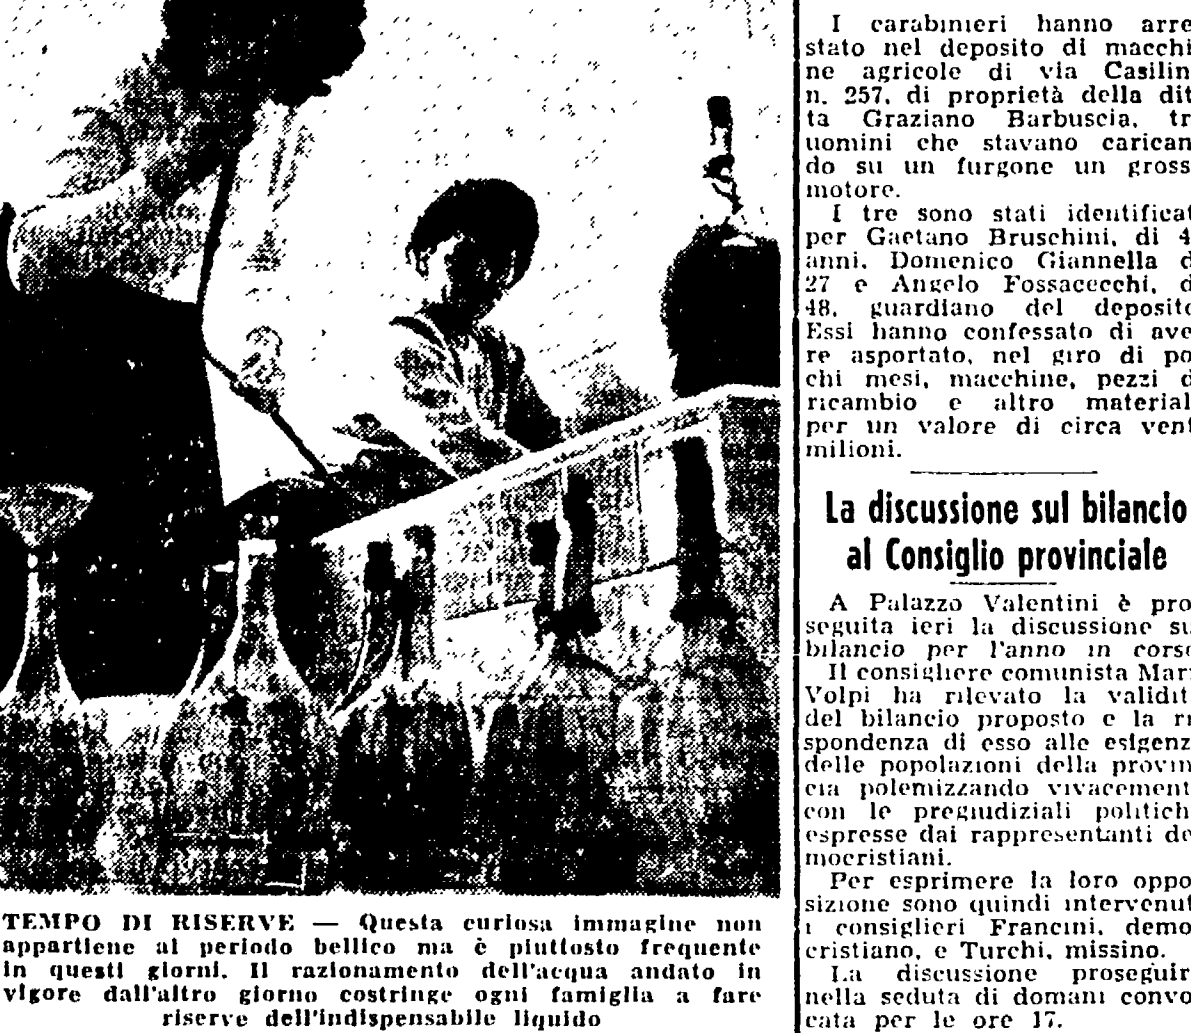 TEMPO DI RISERVE — Questa curiosa immagine non
appartiene al periodo bellico ma è piuttosto frequente
in questi giorni. Il razionamento dell'acqua andato in
vigore dall'altro giorno costringe ogni famiglia a fare
riserve dell'indispensabile liquido
I carabinieri hanno arre
stato nel deposito di macchi
ne agricole di via Casilin
n. 257, di proprietà della dit
ta Graziano Barbuscia, tr
uomini che stavano carican
do su un furgone un gross
motore.
I tre sono stati identificat
per Gaetano Bruschini, di 4
anni, Domenico Giannella d
27 e Angelo Fossacecchi, d
48, guardiano del deposito
Essi hanno confessato di ave
re asportato, nel giro di po
chi mesi, macchine, pezzi d
ricambio e altro material
per un valore di circa vent
milioni.
La discussione sul bilancio
al Consiglio provinciale
A Palazzo Valentini è pro
seguita ieri la discussione su
bilancio per l'anno in corso
Il consigliere comunista Mari
Volpi ha rilevato la validit
del bilancio proposto e la ri
spondenza di esso alle esigenz
delle popolazioni della provin
cia polemizzando vivacement
con le pregiudiziali politich
espresse dai rappresentanti de
mocristiani.
Per esprimere la loro oppo
sizione sono quindi intervenut
i consiglieri Francini, demo
cristiano, e Turchi, missino.
La discussione proseguir
nella seduta di domani convo
cata per le ore 17.